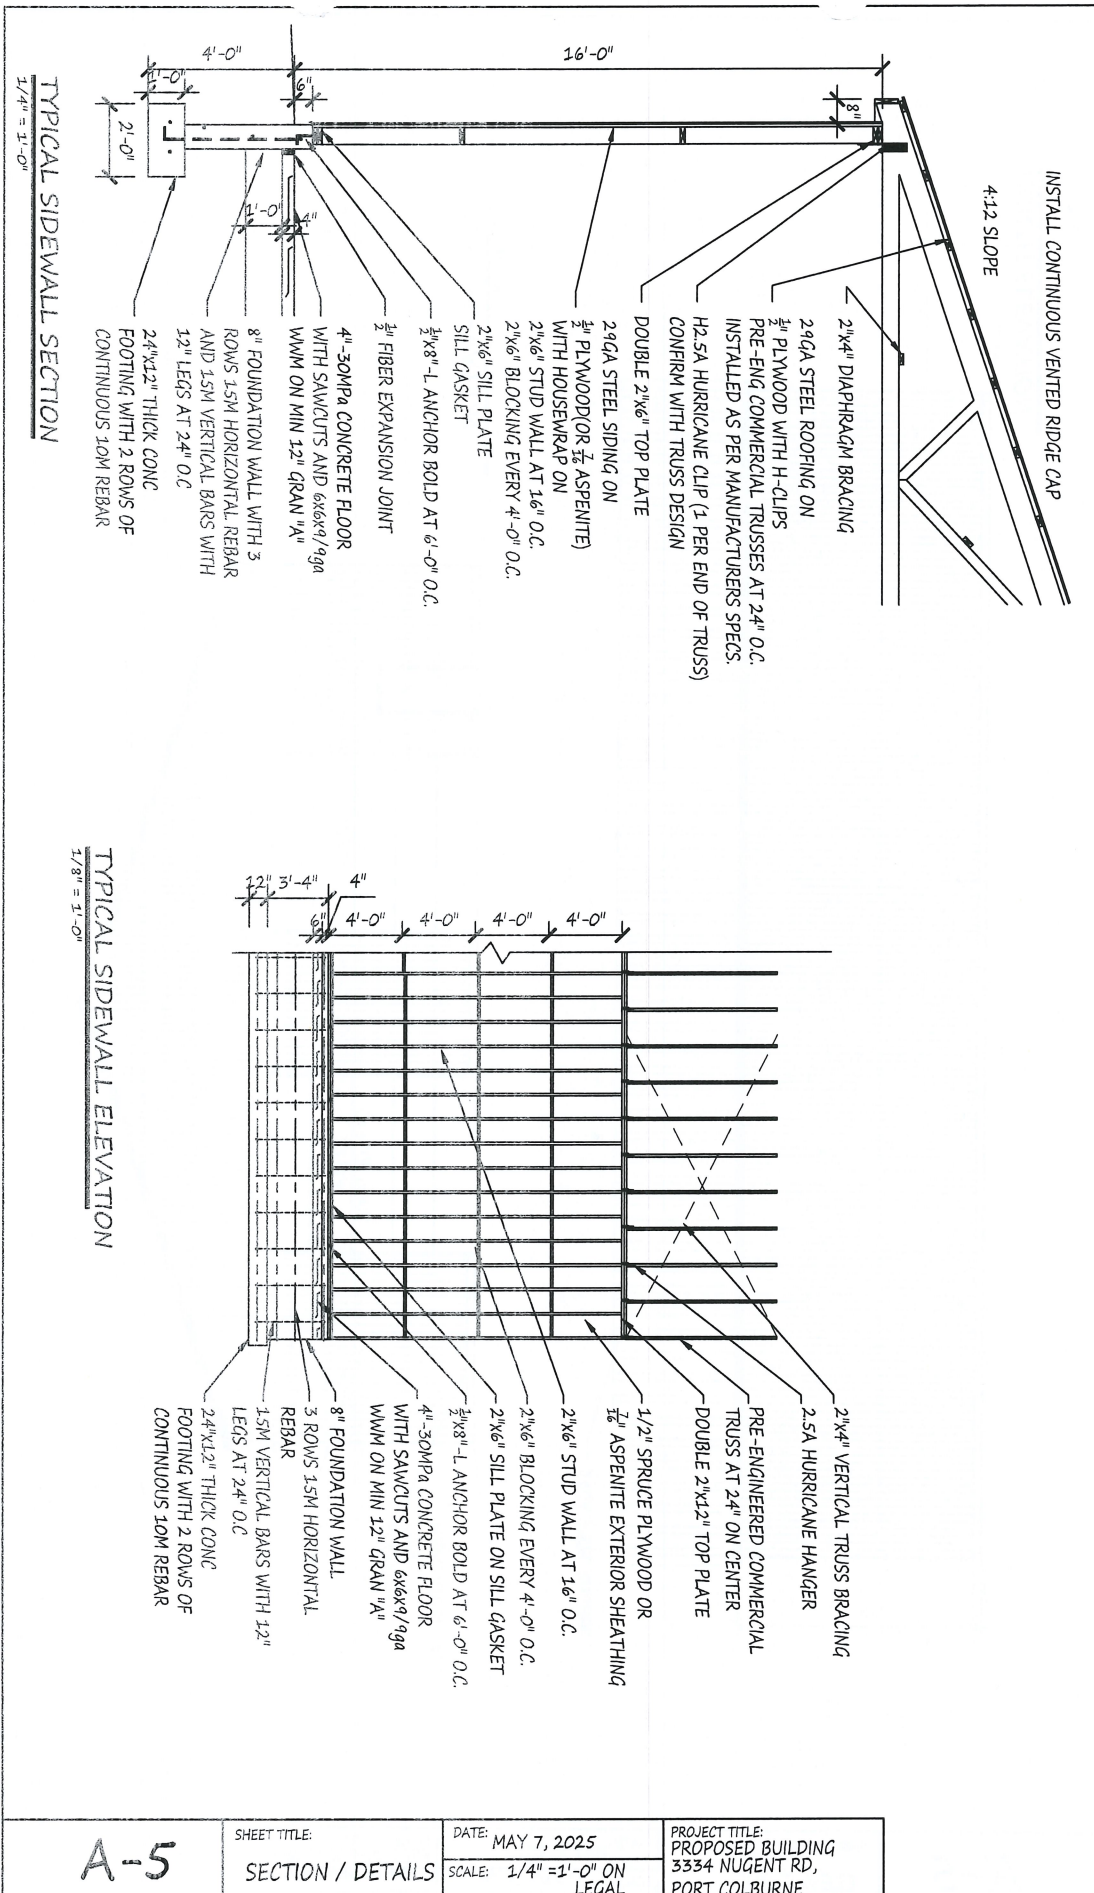 INSTALL CONTINUOUS VENTED RIDGE CAP
4:12 SLOPE
2"x4" DIAPHRAGM BRACING
29GA STEEL ROOFING ON
½" PLYWOOD WITH H-CLIPS
PRE-ENG COMMERCIAL TRUSSES AT 24" O.C.
INSTALLED AS PER MANUFACTURERS SPECS.
H2.5A HURRICANE CLIP (1 PER END OF TRUSS)
CONFIRM WITH TRUSS DESIGN
DOUBLE 2"x6" TOP PLATE
29GA STEEL SIDING ON
½" PLYWOOD(OR 7/16 ASPENITE)
WITH HOUSEWRAP ON
2"x6" STUD WALL AT 16" O.C.
2"x6" BLOCKING EVERY 4'-0" O.C.
2"x6" SILL PLATE
SILL GASKET
½"x8"-L ANCHOR BOLD AT 6'-0" O.C.
½" FIBER EXPANSION JOINT
4"-30MPa CONCRETE FLOOR
WITH SAWCUTS AND 6x6x9/9ga
WWM ON MIN 12" GRAN "A"
8" FOUNDATION WALL WITH 3
ROWS 15M HORIZONTAL REBAR
AND 15M VERTICAL BARS WITH
12" LEGS AT 24" O.C
24"x12" THICK CONC
FOOTING WITH 2 ROWS OF
CONTINUOUS 10M REBAR
8"
16'-0"
6"
4'-0"
1'-0"
2'-0"
1'-0"
4"
TYPICAL SIDEWALL SECTION
1/4" = 1'-0"
2"x4" VERTICAL TRUSS BRACING
2.5A HURRICANE HANGER
PRE-ENGINEERED COMMERCIAL
TRUSS AT 24" ON CENTER
DOUBLE 2"x12" TOP PLATE
1/2" SPRUCE PLYWOOD OR
7/16" ASPENITE EXTERIOR SHEATHING
2"x6" STUD WALL AT 16" O.C.
2"x6" BLOCKING EVERY 4'-0" O.C.
2"x6" SILL PLATE ON SILL GASKET
½"x8"-L ANCHOR BOLD AT 6'-0" O.C.
4"-30MPa CONCRETE FLOOR
WITH SAWCUTS AND 6x6x9/9ga
WWM ON MIN 12" GRAN "A"
8" FOUNDATION WALL
3 ROWS 15M HORIZONTAL
REBAR
15M VERTICAL BARS WITH 12"
LEGS AT 24" O.C
24"x12" THICK CONC
FOOTING WITH 2 ROWS OF
CONTINUOUS 10M REBAR
4'-0"
4'-0"
4'-0"
4'-0"
4"
6"
3'-4"
12"
TYPICAL SIDEWALL ELEVATION
1/8" = 1'-0"
A-5
SHEET TITLE:
SECTION / DETAILS
DATE: MAY 7, 2025
SCALE: 1/4" =1'-0" ON
LEGAL
PROJECT TITLE:
PROPOSED BUILDING
3334 NUGENT RD,
PORT COLBURNE